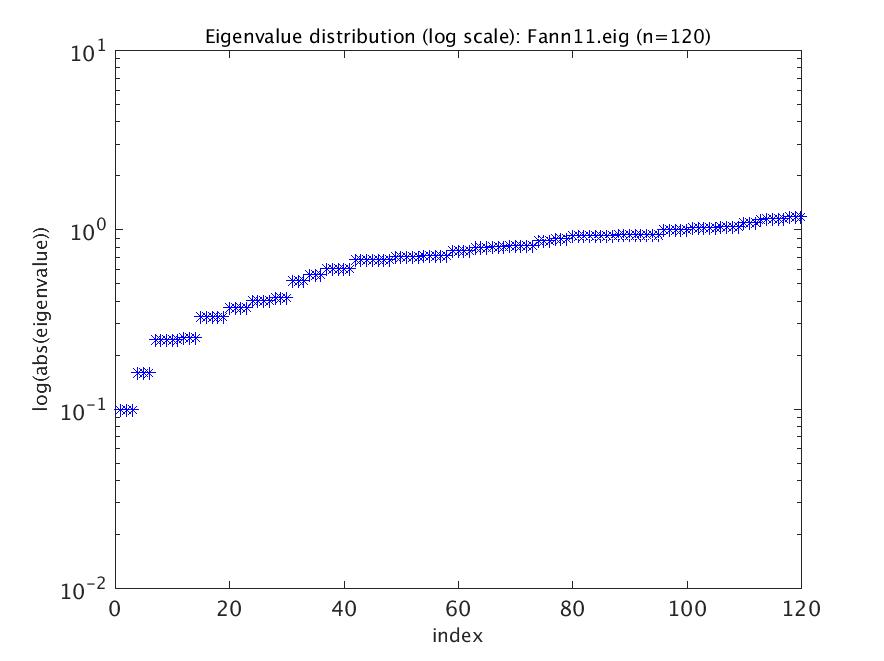 Eigenvalue distribution (log scale): Fann11.eig (n=120)
10^1
10^0
10^-1
10^-2
log(abs(eigenvalue))
0 20 40 60 80 100 120
index